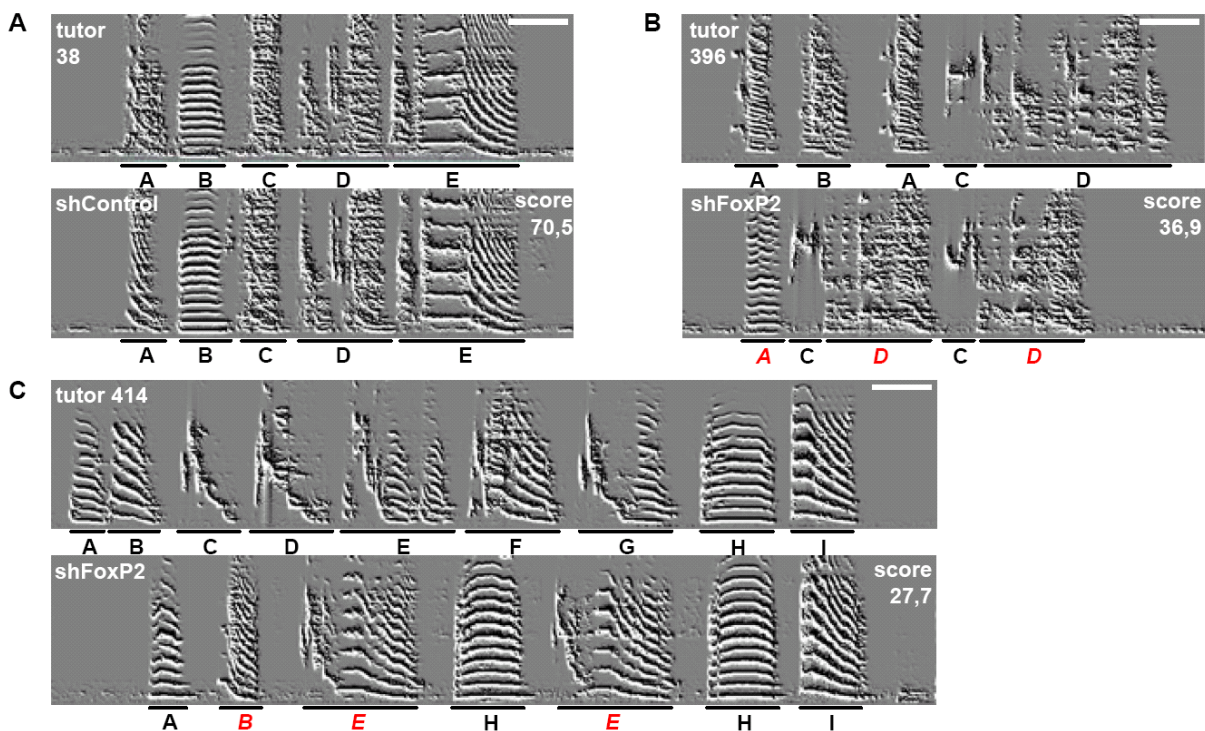 A
tutor
38
A B C D E
shControl
score
70,5
A B C D E
B
tutor
396
A B A C D
shFoxP2
score
36,9
A C D C D
C
tutor 414
A B C D E F G H I
shFoxP2
score
27,7
A B E H E H I